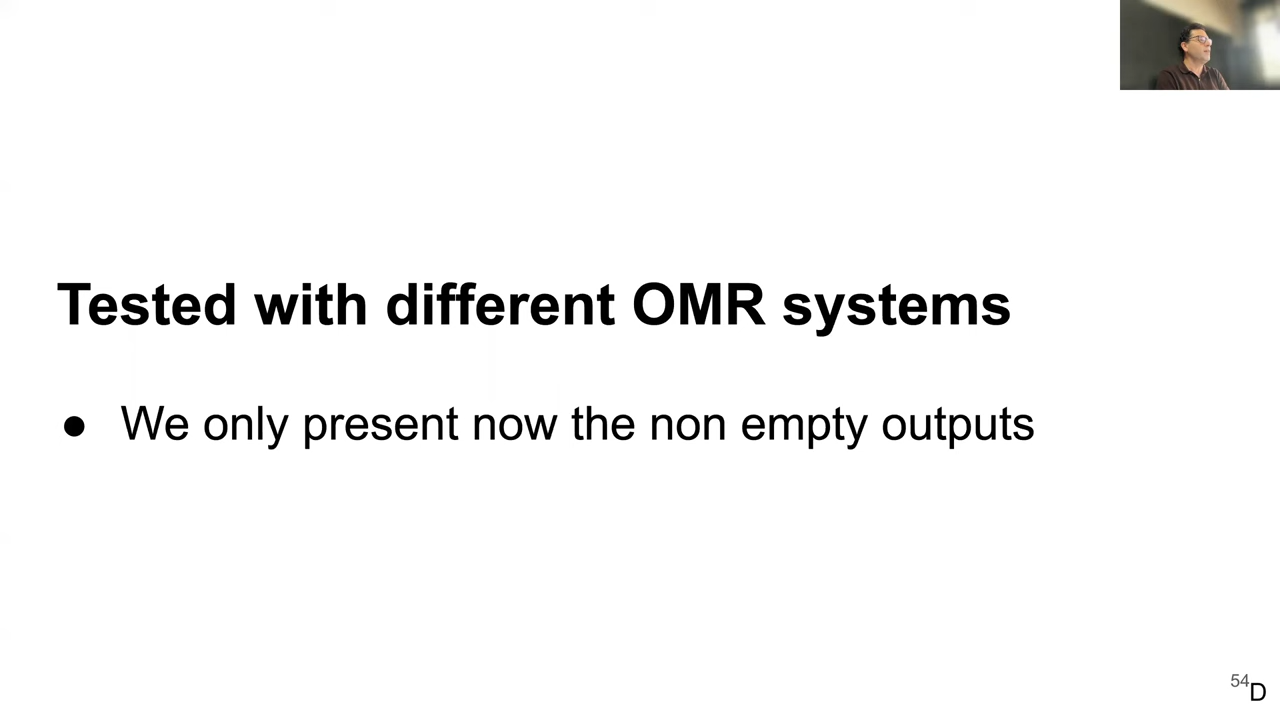 Tested with different OMR systems
● We only present now the non empty outputs
54
D